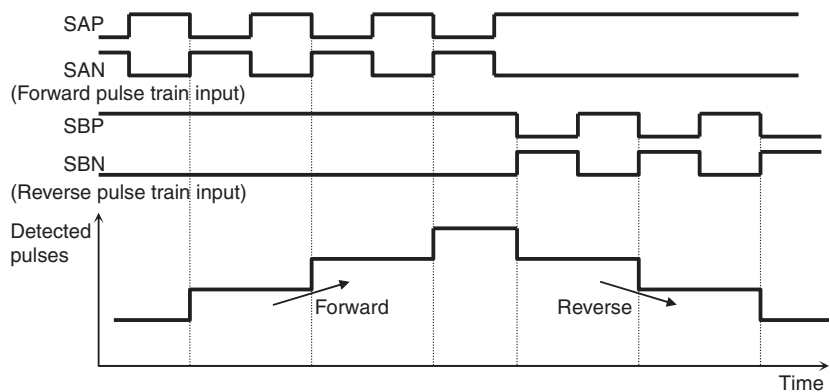 SAP
SAN
(Forward pulse train input)
SBP
SBN
(Reverse pulse train input)
Detected
pulses
Forward
Reverse
Time